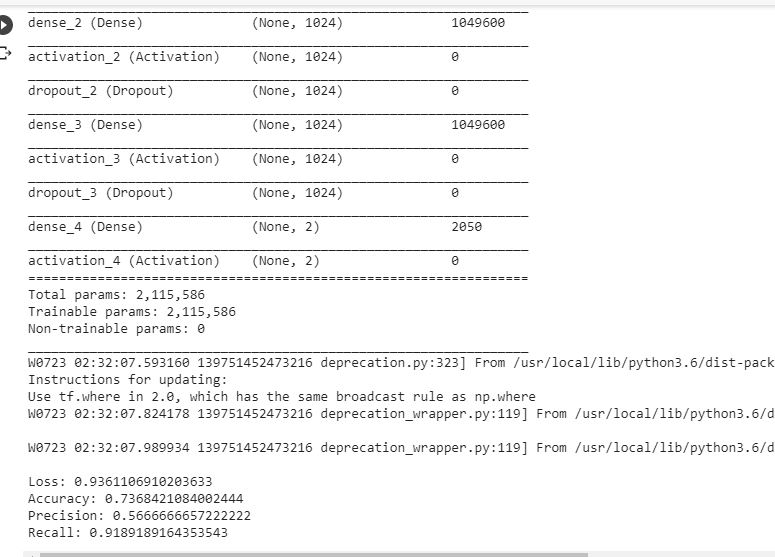 dense_2 (Dense) (None, 1024) 1049600
activation_2 (Activation) (None, 1024) 0
dropout_2 (Dropout) (None, 1024) 0
dense_3 (Dense) (None, 1024) 1049600
activation_3 (Activation) (None, 1024) 0
dropout_3 (Dropout) (None, 1024) 0
dense_4 (Dense) (None, 2) 2050
activation_4 (Activation) (None, 2) 0
=================================================================
Total params: 2,115,586
Trainable params: 2,115,586
Non-trainable params: 0
W0723 02:32:07.593160 139751452473216 deprecation.py:323] From /usr/local/lib/python3.6/dist-pack
Instructions for updating:
Use tf.where in 2.0, which has the same broadcast rule as np.where
W0723 02:32:07.824178 139751452473216 deprecation_wrapper.py:119] From /usr/local/lib/python3.6/d
W0723 02:32:07.989934 139751452473216 deprecation_wrapper.py:119] From /usr/local/lib/python3.6/d
Loss: 0.9361106910203633
Accuracy: 0.7368421084002444
Precision: 0.5666666657222222
Recall: 0.9189189164353543